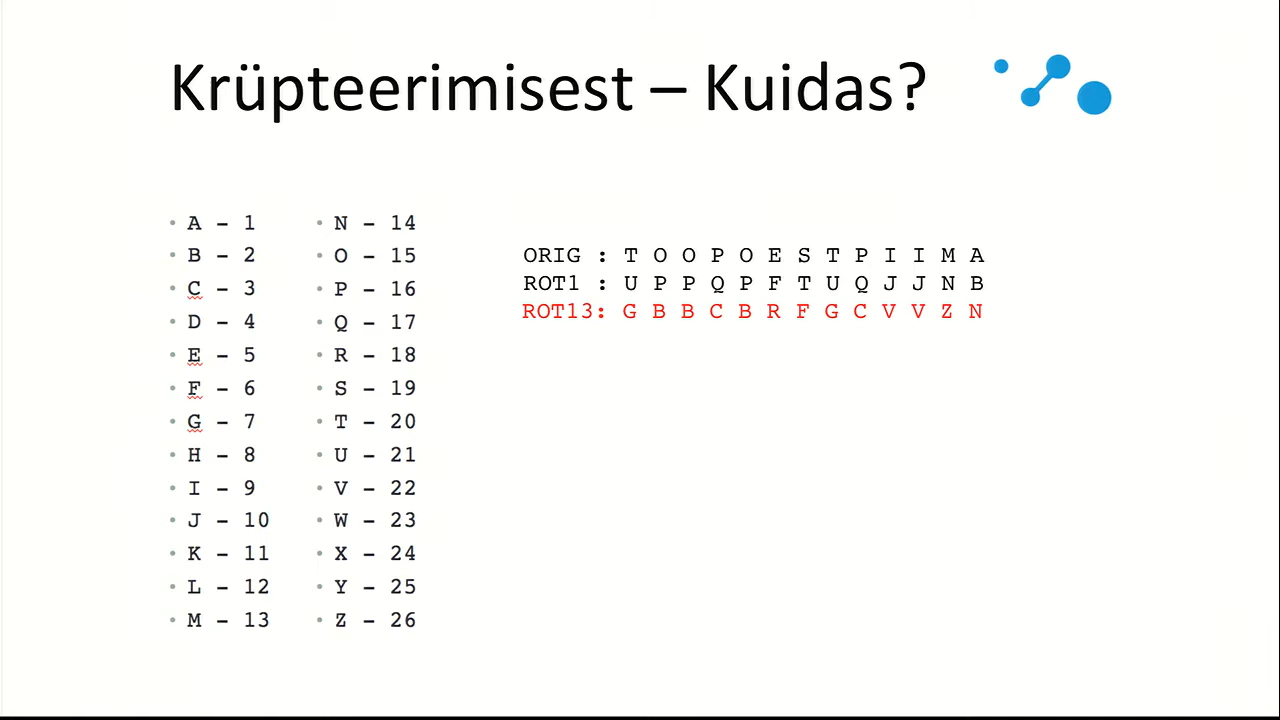 Krüpteerimisest – Kuidas?
• A – 1
• B – 2
• C – 3
• D – 4
• E – 5
• F – 6
• G – 7
• H – 8
• I – 9
• J – 10
• K – 11
• L – 12
• M – 13
• N – 14
• O – 15
• P – 16
• Q – 17
• R – 18
• S – 19
• T – 20
• U – 21
• V – 22
• W – 23
• X – 24
• Y – 25
• Z – 26
ORIG : T O O P O E S T P I I M A
ROT1 : U P P Q P F T U Q J J N B
ROT13: G B B C B R F G C V V Z N